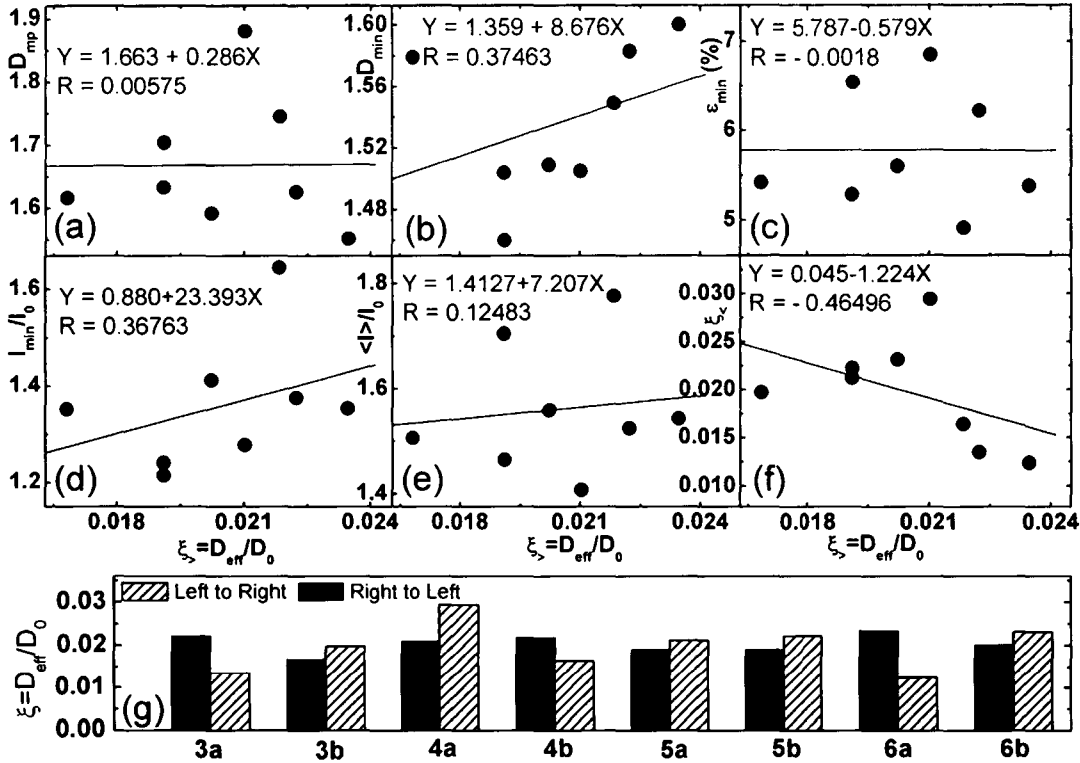 1.9
1.8
1.7
1.6
D_mp
Y = 1.663 + 0.286X
R = 0.00575
(a)
1.60
1.56
1.52
1.48
D_min
Y = 1.359 + 8.676X
R = 0.37463
(b)
7
6
5
ε_min (%)
Y = 5.787-0.579X
R = - 0.0018
(c)
1.6
1.4
1.2
I_min/I_0
Y = 0.880+23.393X
R = 0.36763
(d)
0.018 0.021 0.024
ξ_>=D_eff/D_0
1.8
1.6
1.4
<I>/I_0
Y = 1.4127+7.207X
R = 0.12483
(e)
0.018 0.021 0.024
ξ_>=D_eff/D_0
0.030
0.025
0.020
0.015
0.010
ξ_<
Y = 0.045-1.224X
R = - 0.46496
(f)
0.018 0.021 0.024
ξ_>=D_eff/D_0
0.03
0.02
0.01
0.00
ξ=D_eff/D_0
Left to Right Right to Left
(g)
3a 3b 4a 4b 5a 5b 6a 6b